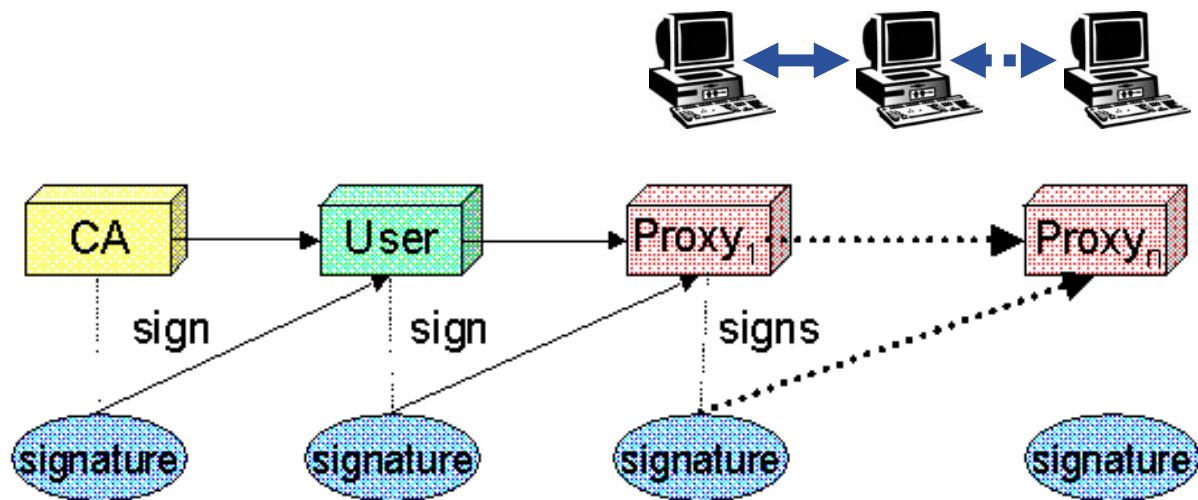 CA
User
Proxy₁
Proxyₙ
sign
sign
signs
signature
signature
signature
signature